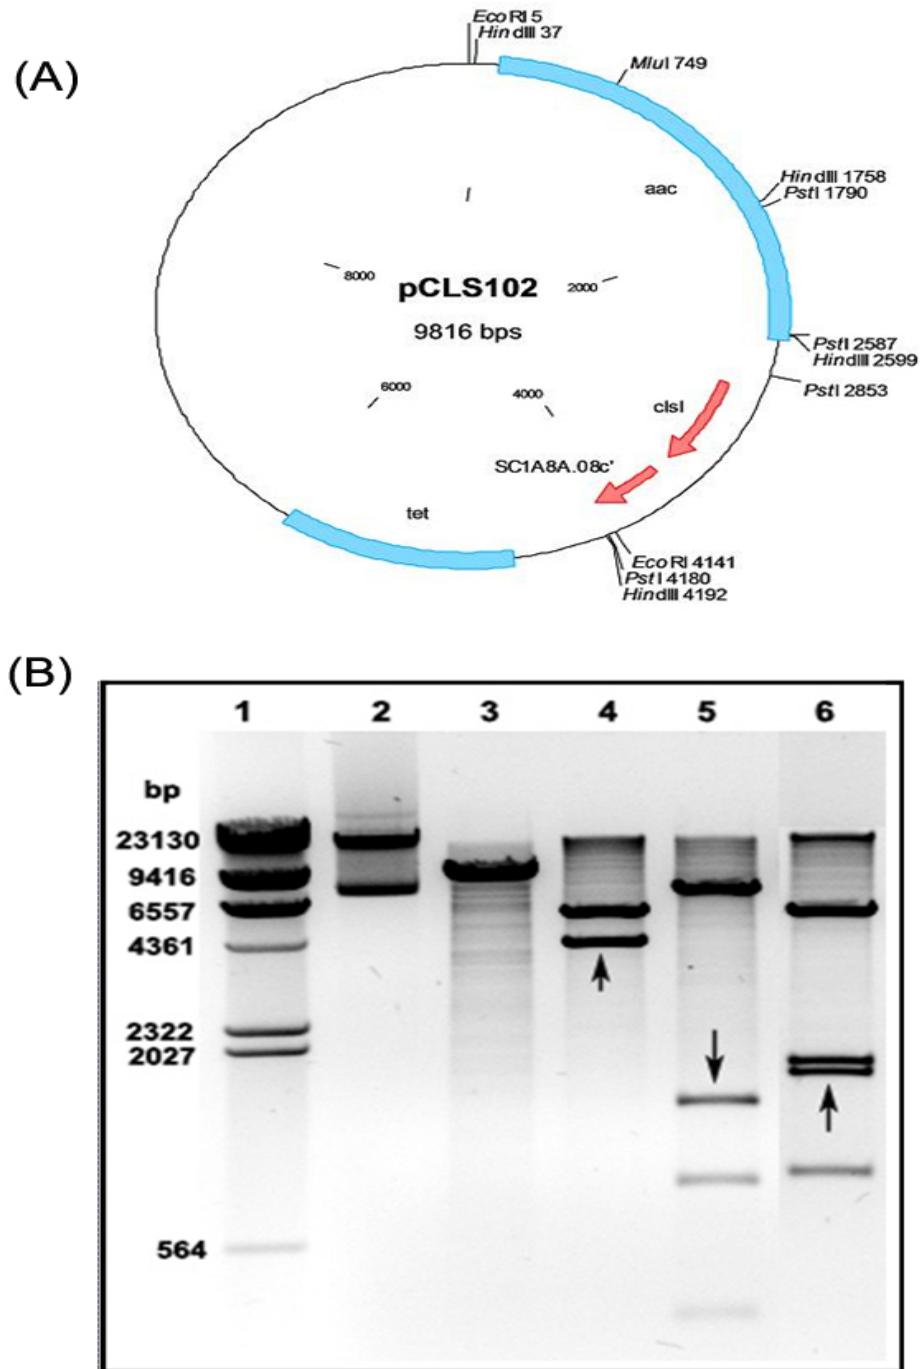 (A)
EcoRI 5
HindIII 37
MluI 749
HindIII 1758
PstI 1790
aac
8000
pCLS102
2000
9816 bps
PstI 2587
HindIII 2599
PstI 2853
6000
4000
clsI
SC1A8A.08c'
tet
EcoRI 4141
PstI 4180
HindIII 4192
(B)
1 2 3 4 5 6
bp
23130
9416
6557
4361
2322
2027
564